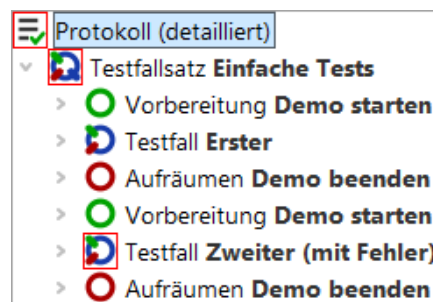 Protokoll (detailliert)
Testfallsatz Einfache Tests
Vorbereitung Demo starten
Testfall Erster
Aufräumen Demo beenden
Vorbereitung Demo starten
Testfall Zweiter (mit Fehler)
Aufräumen Demo beenden